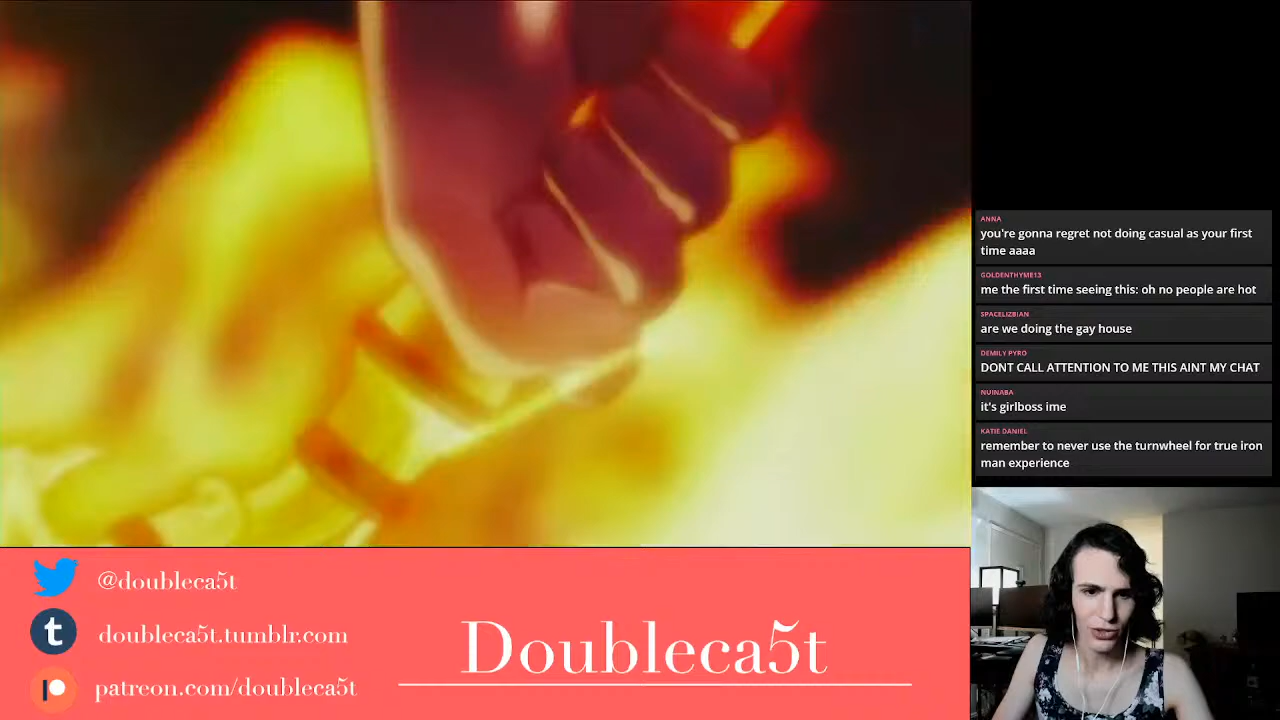 ANNA
you're gonna regret not doing casual as your first
time aaaa
GOLDENTHYME13
me the first time seeing this: oh no people are hot
SPACELIZBIAN
are we doing the gay house
DEMILY PYRO
DONT CALL ATTENTION TO ME THIS AINT MY CHAT
NUINABA
it's girlboss ime
KATIE DANIEL
remember to never use the turnwheel for true iron
man experience
@doubleca5t
doubleca5t.tumblr.com
patreon.com/doubleca5t
Doubleca5t